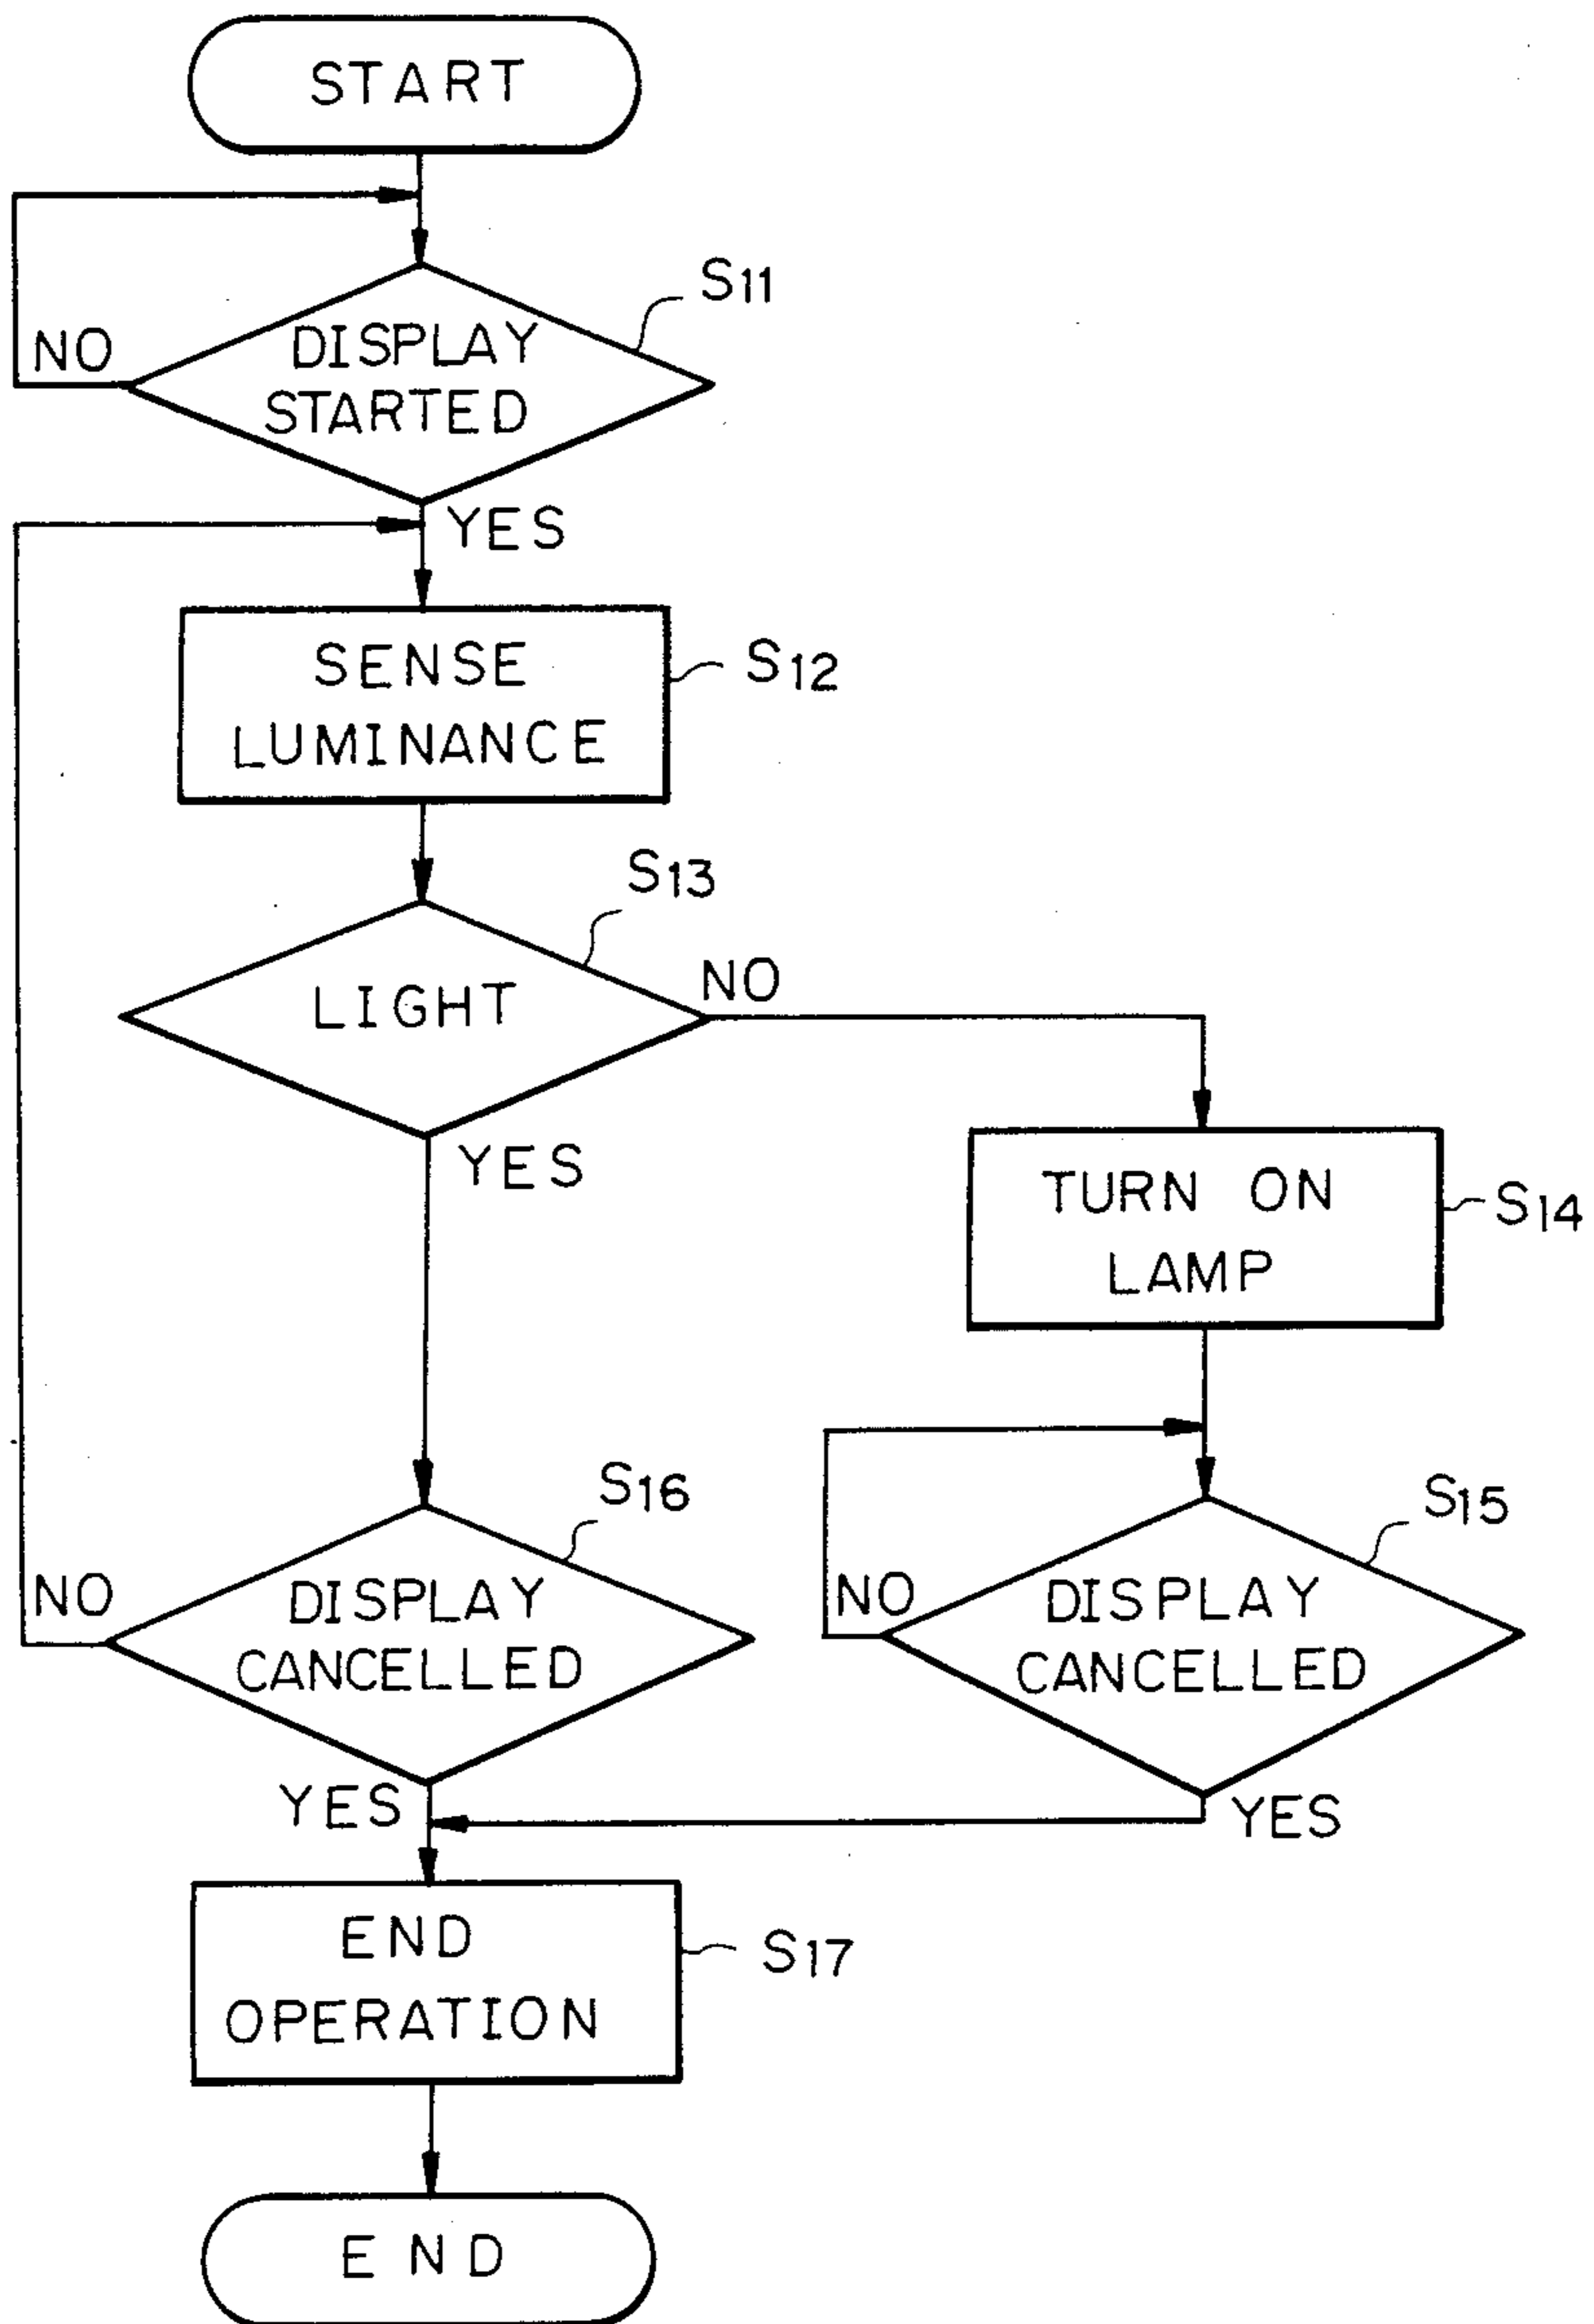 START
S11
NO
DISPLAY
STARTED
YES
SENSE
LUMINANCE
S12
S13
LIGHT
NO
YES
TURN ON
LAMP
S14
S16
NO
DISPLAY
CANCELLED
YES
S15
NO
DISPLAY
CANCELLED
YES
END
OPERATION
S17
END